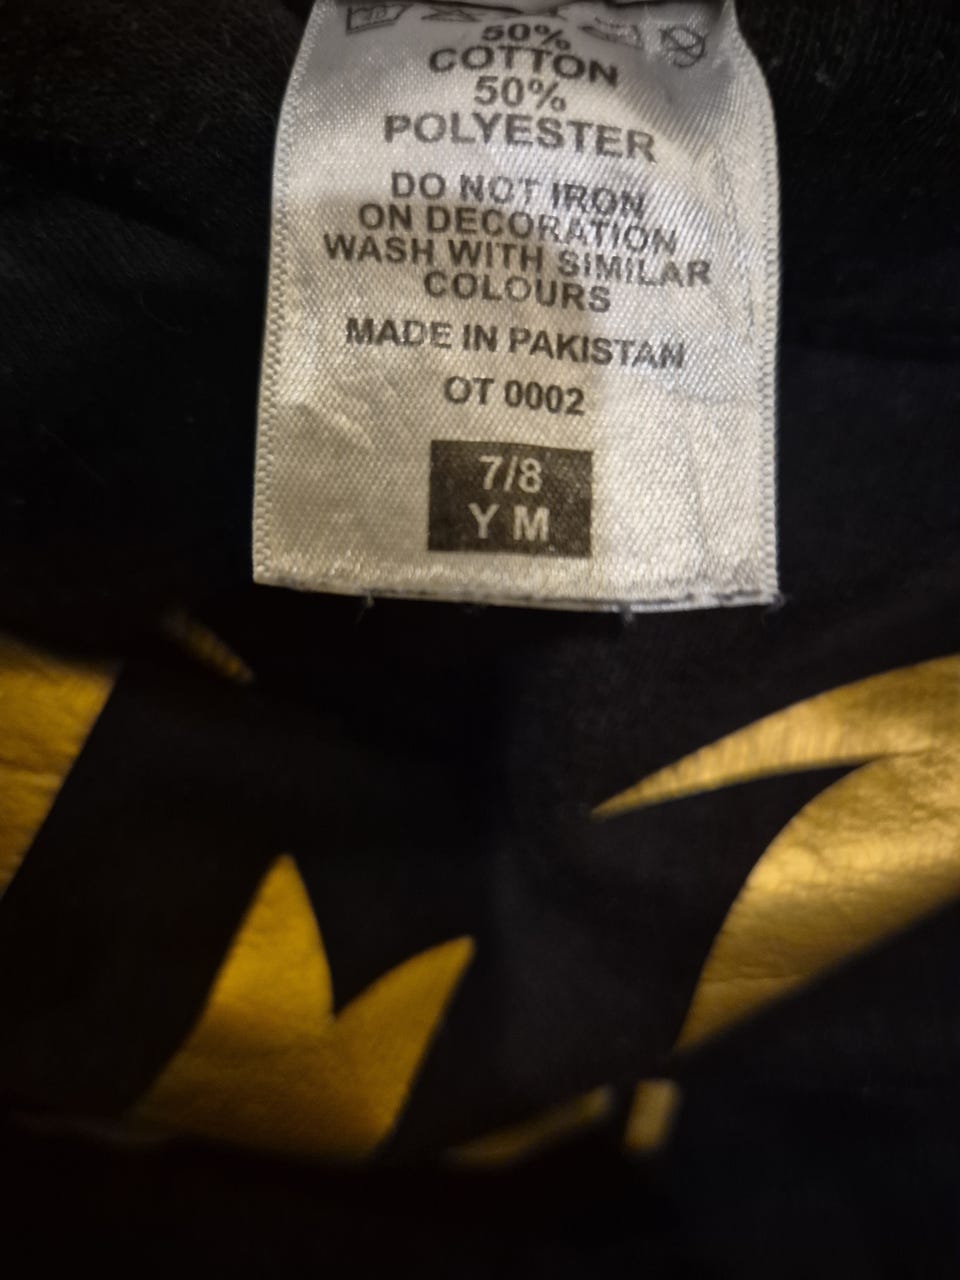 50%
COTTON
50%
POLYESTER
DO NOT IRON
ON DECORATION
WASH WITH SIMILAR
COLOURS
MADE IN PAKISTAN
OT 0002
7/8
Y M